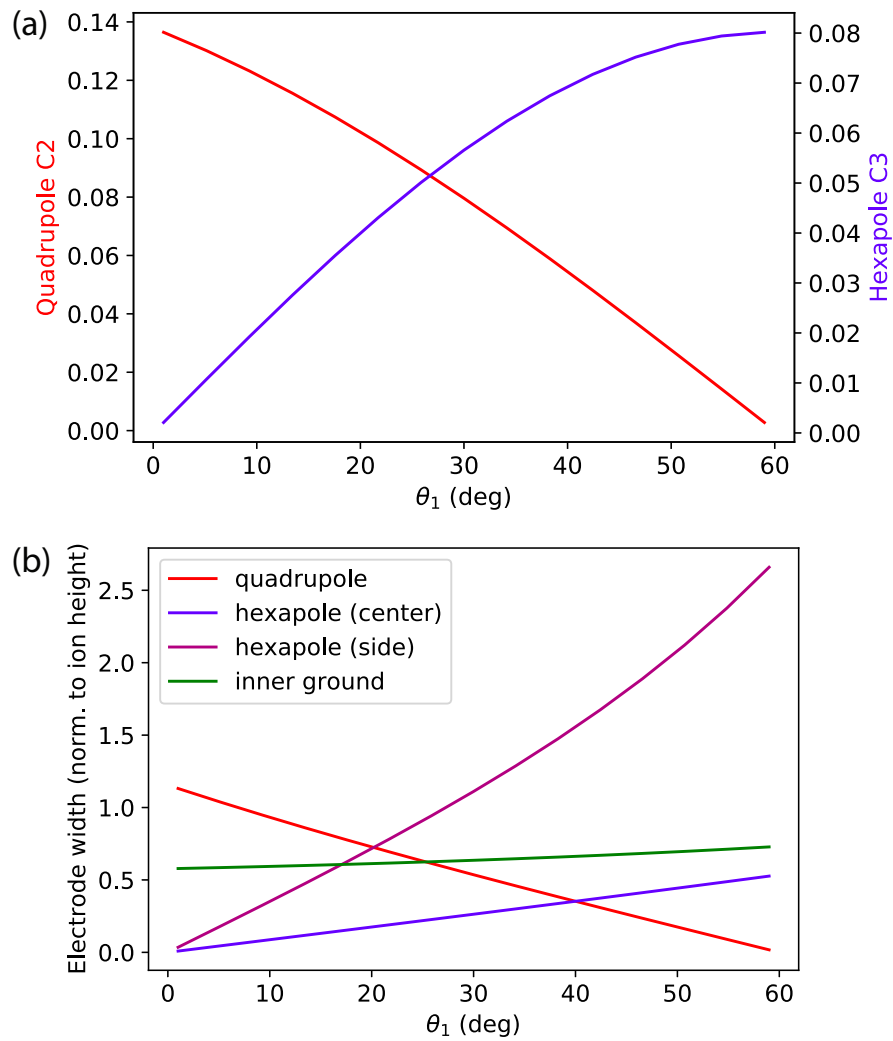 (a)
0.14
0.12
0.10
0.08
0.06
0.04
0.02
0.00
Quadrupole C2
0.08
0.07
0.06
0.05
0.04
0.03
0.02
0.01
0.00
Hexapole C3
0 10 20 30 40 50 60
θ1 (deg)
(b)
Electrode width (norm. to ion height)
2.5
2.0
1.5
1.0
0.5
0.0
quadrupole
hexapole (center)
hexapole (side)
inner ground
0 10 20 30 40 50 60
θ1 (deg)